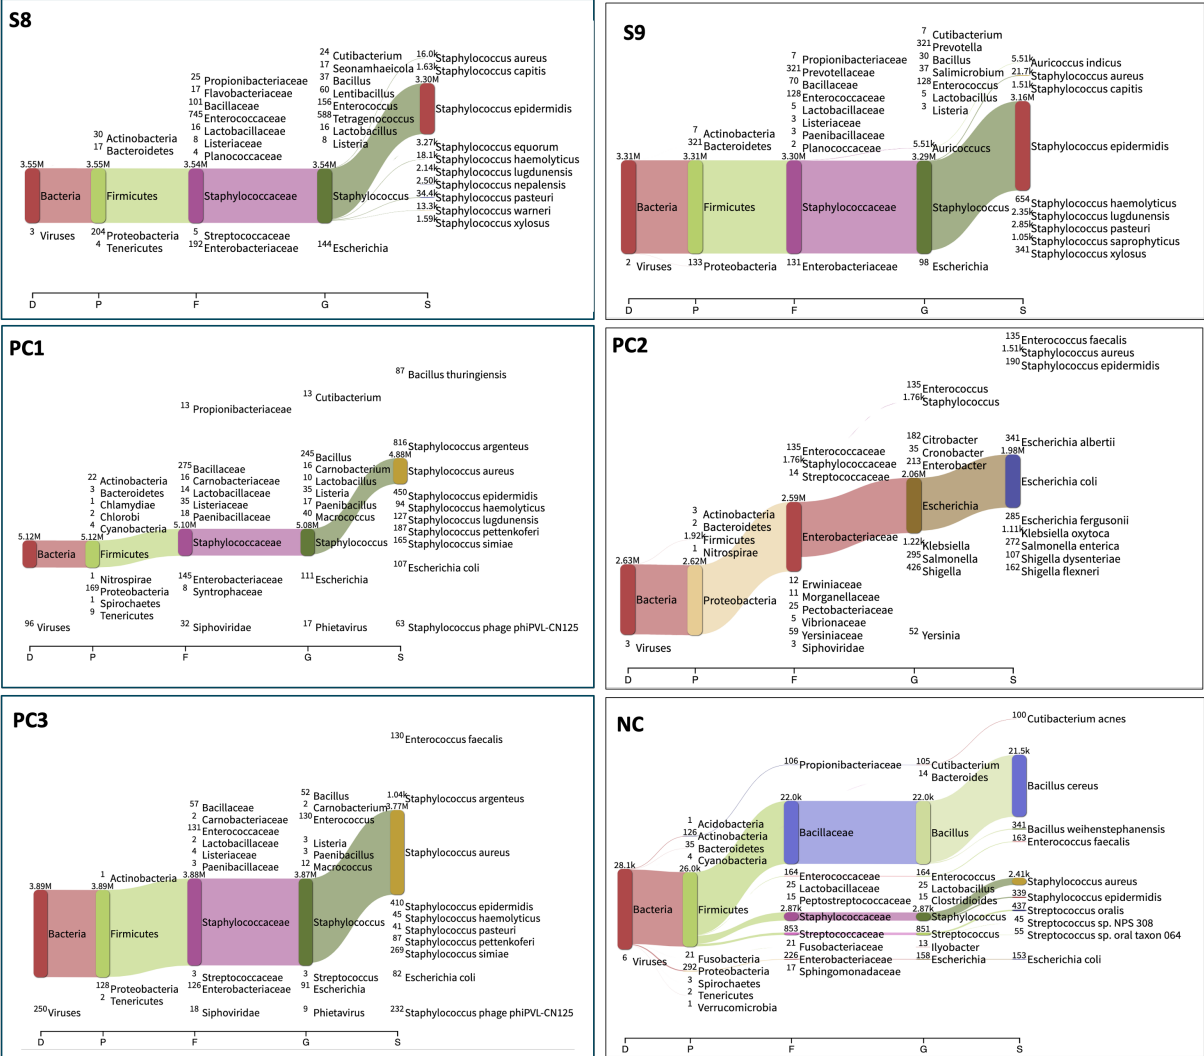 S8
24 Cutibacterium
17 Seonamhaeicola
37 Bacillus
60 Lentibacillus
156 Enterococcus
588 Tetragenococcus
16 Lactobacillus
8 Listeria
16.0k Staphylococcus aureus
1.63k Staphylococcus capitis
3.30M Staphylococcus epidermidis
25 Propionibacteriaceae
17 Flavobacteriaceae
101 Bacillaceae
745 Enterococcaceae
16 Lactobacillaceae
8 Listeriaceae
4 Planococcaceae
30 Actinobacteria
17 Bacteroidetes
3.27k Staphylococcus equorum
18.1k Staphylococcus haemolyticus
2.14k Staphylococcus lugdunensis
2.50k Staphylococcus nepalensis
34.4k Staphylococcus pasteuri
13.3k Staphylococcus warneri
1.59k Staphylococcus xylosus
3.55M Bacteria
3.55M Firmicutes
3.54M Staphylococcaceae
3.54M Staphylococcus
3 Viruses
204 Proteobacteria
4 Tenericutes
5 Streptococcaceae
192 Enterobacteriaceae
144 Escherichia
D P F G S
S9
7 Cutibacterium
321 Prevotella
30 Bacillus
37 Salimicrobium
128 Enterococcus
5 Lactobacillus
3 Listeria
5.51k Auricoccus indicus
21.7k Staphylococcus aureus
1.51k Staphylococcus capitis
3.16M Staphylococcus epidermidis
7 Propionibacteriaceae
321 Prevotellaceae
70 Bacillaceae
128 Enterococcaceae
5 Lactobacillaceae
3 Listeriaceae
3 Paenibacillaceae
2 Planococcaceae
7 Actinobacteria
321 Bacteroidetes
5.51k Auricoccucs
3.31M Bacteria
3.31M Firmicutes
3.30M Staphylococcaceae
3.29M Staphylococcus
654 Staphylococcus haemolyticus
2.35k Staphylococcus lugdunensis
2.85k Staphylococcus pasteuri
1.05k Staphylococcus saprophyticus
341 Staphylococcus xylosus
2 Viruses
133 Proteobacteria
131 Enterobacteriaceae
98 Escherichia
D P F G S
PC1
87 Bacillus thuringiensis
13 Cutibacterium
13 Propionibacteriaceae
816 Staphylococcus argenteus
4.88M Staphylococcus aureus
245 Bacillus
16 Carnobacterium
10 Lactobacillus
35 Listeria
17 Paenibacillus
40 Macrococcus
275 Bacillaceae
16 Carnobacteriaceae
14 Lactobacillaceae
35 Listeriaceae
18 Paenibacillaceae
22 Actinobacteria
3 Bacteroidetes
1 Chlamydiae
2 Chlorobi
4 Cyanobacteria
450 Staphylococcus epidermidis
94 Staphylococcus haemolyticus
127 Staphylococcus lugdunensis
187 Staphylococcus pettenkoferi
165 Staphylococcus simiae
5.12M Bacteria
5.12M Firmicutes
5.10M Staphylococcaceae
5.08M Staphylococcus
1 Nitrospirae
169 Proteobacteria
1 Spirochaetes
9 Tenericutes
145 Enterobacteriaceae
8 Syntrophaceae
111 Escherichia
107 Escherichia coli
96 Viruses
32 Siphoviridae
17 Phietavirus
63 Staphylococcus phage phiPVL-CN125
D P F G S
PC2
135 Enterococcus faecalis
1.51k Staphylococcus aureus
190 Staphylococcus epidermidis
135 Enterococcus
1.76k Staphylococcus
135 Enterococcaceae
1.76k Staphylococcaceae
14 Streptococcaceae
182 Citrobacter
35 Cronobacter
213 Enterobacter
2.06M Escherichia
341 Escherichia albertii
1.98M Escherichia coli
3 Actinobacteria
2 Bacteroidetes
1.92k Firmicutes
1 Nitrospirae
2.59M Enterobacteriaceae
2.63M Bacteria
2.62M Proteobacteria
285 Escherichia fergusonii
1.11k Klebsiella oxytoca
272 Salmonella enterica
107 Shigella dysenteriae
162 Shigella flexneri
1.22k Klebsiella
295 Salmonella
426 Shigella
12 Erwiniaceae
11 Morganellaceae
25 Pectobacteriaceae
5 Vibrionaceae
59 Yersiniaceae
3 Siphoviridae
52 Yersinia
3 Viruses
D P F G S
PC3
130 Enterococcus faecalis
1.04k Staphylococcus argenteus
3.77M Staphylococcus aureus
52 Bacillus
2 Carnobacterium
130 Enterococcus
3 Listeria
3 Paenibacillus
12 Macrococcus
57 Bacillaceae
2 Carnobacteriaceae
131 Enterococcaceae
2 Lactobacillaceae
4 Listeriaceae
3 Paenibacillaceae
1 Actinobacteria
3.89M Bacteria
3.89M Firmicutes
3.88M Staphylococcaceae
3.87M Staphylococcus
410 Staphylococcus epidermidis
45 Staphylococcus haemolyticus
41 Staphylococcus pasteuri
87 Staphylococcus pettenkoferi
269 Staphylococcus simiae
128 Proteobacteria
2 Tenericutes
3 Streptococcaceae
126 Enterobacteriaceae
3 Streptococcus
91 Escherichia
82 Escherichia coli
250 Viruses
18 Siphoviridae
9 Phietavirus
232 Staphylococcus phage phiPVL-CN125
D P F G S
NC
100 Cutibacterium acnes
106 Propionibacteriaceae
105 Cutibacterium
14 Bacteroides
21.5k Bacillus cereus
22.0k Bacillaceae
22.0k Bacillus
1 Acidobacteria
126 Actinobacteria
35 Bacteroidetes
4 Cyanobacteria
341 Bacillus weihenstephanensis
163 Enterococcus faecalis
28.1k Bacteria
26.0k Firmicutes
164 Enterococcaceae
25 Lactobacillaceae
15 Peptostreptococcaceae
2.87k Staphylococcaceae
853 Streptococcaceae
21 Fusobacteriaceae
226 Enterobacteriaceae
17 Sphingomonadaceae
164 Enterococcus
25 Lactobacillus
15 Clostridioides
2.87k Staphylococcus
851 Streptococcus
13 Ilyobacter
158 Escherichia
2.41k Staphylococcus aureus
339 Staphylococcus epidermidis
437 Streptococcus oralis
45 Streptococcus sp. NPS 308
55 Streptococcus sp. oral taxon 064
153 Escherichia coli
6 Viruses
21 Fusobacteria
292 Proteobacteria
3 Spirochaetes
2 Tenericutes
1 Verrucomicrobia
D P F G S